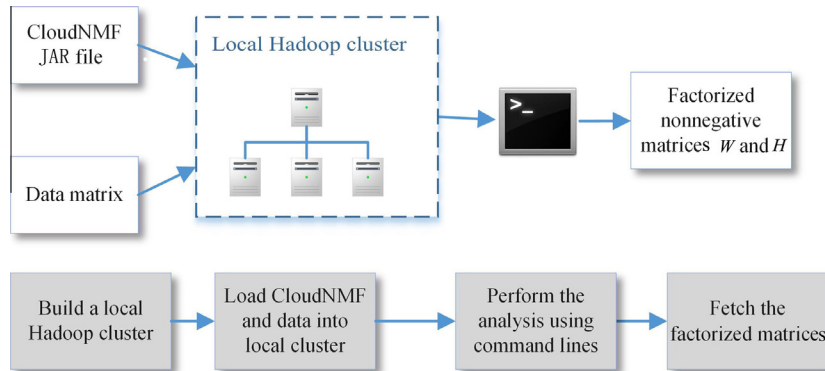 CloudNMF
JAR file
Local Hadoop cluster
>_
Factorized
nonnegative
matrices W and H
Data matrix
Build a local
Hadoop cluster
Load CloudNMF
and data into
local cluster
Perform the
analysis using
command lines
Fetch the
factorized matrices